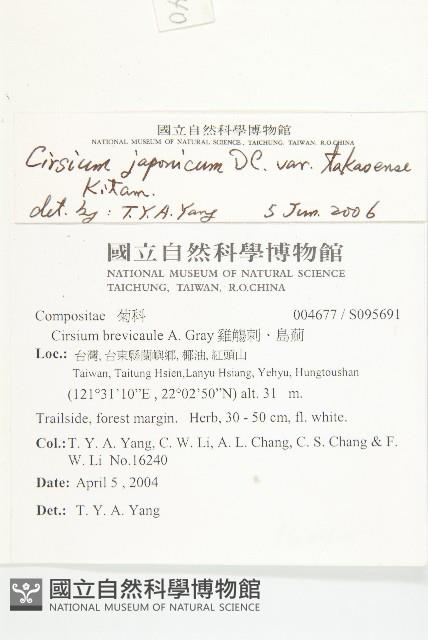 40
國立自然科學博物館
NATIONAL MUSEUM OF NATURAL SCIENCE, TAICHUNG, TAIWAN, R.O.CHINA
Cirsium japonicum DC. var. takaoense
Kitam.
det. by: T.Y.A. Yang 5 Jun. 2006
國立自然科學博物館
NATIONAL MUSEUM OF NATURAL SCIENCE
TAICHUNG, TAIWAN, R.O.CHINA
Compositae 菊科 004677 / S095691
Cirsium brevicaule A. Gray 雞觴刺、島薊
Loc.: 台灣, 台東縣蘭嶼鄉, 椰油, 紅頭山
Taiwan, Taitung Hsien, Lanyu Hsiang, Yehyu, Hungtoushan
(121°31'10"E , 22°02'50"N) alt. 31 m.
Trailside, forest margin. Herb, 30 - 50 cm, fl. white.
Col.: T. Y. A. Yang, C. W. Li, A. L. Chang, C. S. Chang & F.
W. Li No.16240
Date: April 5 , 2004
Det.: T. Y. A. Yang
國立自然科學博物館
NATIONAL MUSEUM OF NATURAL SCIENCE